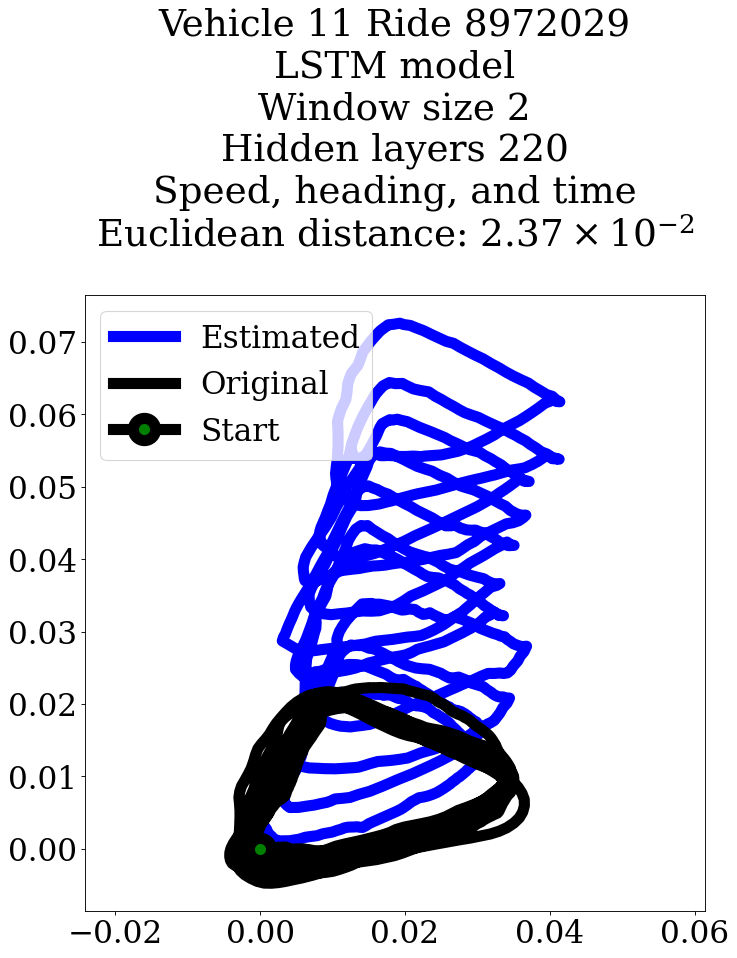 Vehicle 11 Ride 8972029
LSTM model
Window size 2
Hidden layers 220
Speed, heading, and time
Euclidean distance: 2.37 × 10⁻²
Estimated
Original
Start
0.07
0.06
0.05
0.04
0.03
0.02
0.01
0.00
−0.02 0.00 0.02 0.04 0.06